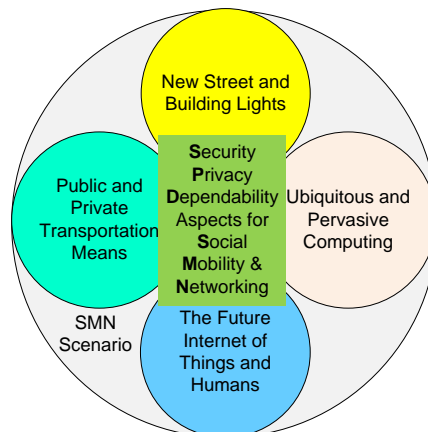 New Street and
Building Lights
Public and
Private
Transportation
Means
Security
Privacy
Dependability
Aspects for
Social
Mobility &
Networking
Ubiquitous and
Pervasive
Computing
SMN
Scenario
The Future
Internet of
Things and
Humans